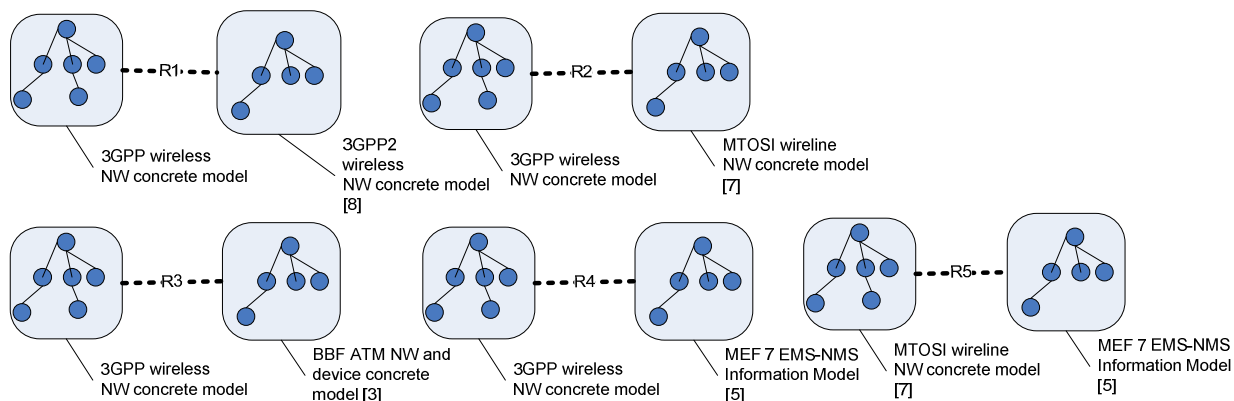 R1
R2
3GPP wireless
NW concrete model
3GPP2
wireless
NW concrete model
[8]
3GPP wireless
NW concrete model
MTOSI wireline
NW concrete model
[7]
R3
R4
R5
3GPP wireless
NW concrete model
BBF ATM NW and
device concrete
model [3]
3GPP wireless
NW concrete model
MEF 7 EMS-NMS
Information Model
[5]
MTOSI wireline
NW concrete model
[7]
MEF 7 EMS-NMS
Information Model
[5]